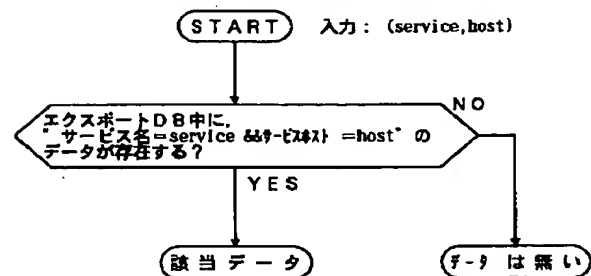 START 入力: (service,host)
エクスポートDB中に,
"サービス名=service &&サービスホスト=host" の
データが存在する?
NO
YES
該当データ
データ は無い